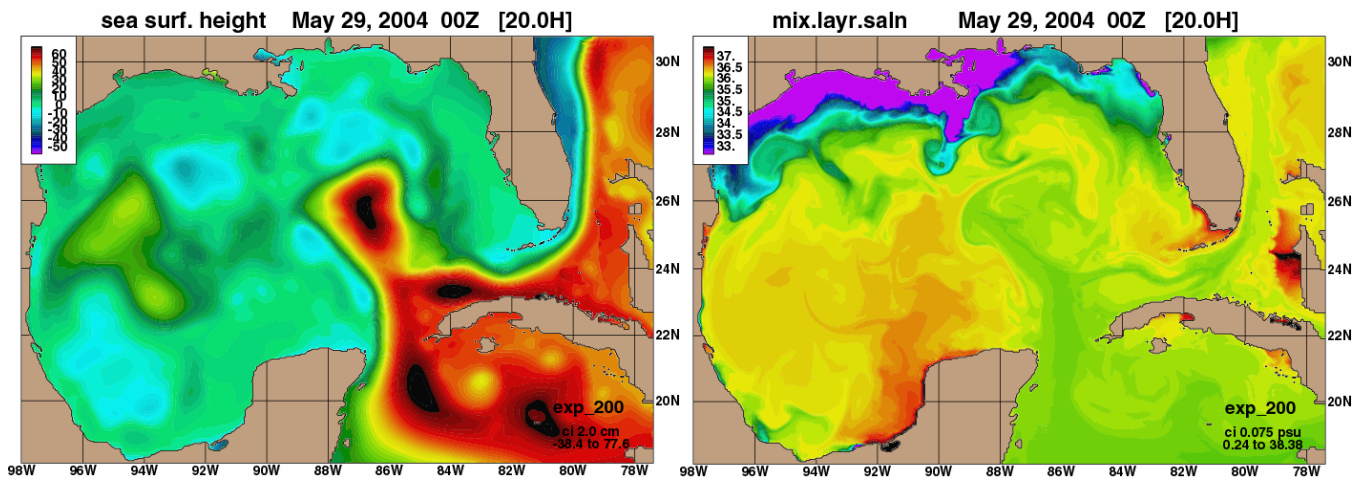 sea surf. height May 29, 2004 00Z [20.0H]
60
50
40
30
20
10
0
-10
-20
-30
-40
-50
30N
28N
26N
24N
22N
20N
exp_200
ci 2.0 cm
-38.4 to 77.6
98W 96W 94W 92W 90W 88W 86W 84W 82W 80W 78W
mix.layr.saln May 29, 2004 00Z [20.0H]
37.
36.5
36.
35.5
35.
34.5
34.
33.5
33.
30N
28N
26N
24N
22N
20N
exp_200
ci 0.075 psu
0.24 to 38.38
98W 96W 94W 92W 90W 88W 86W 84W 82W 80W 78W